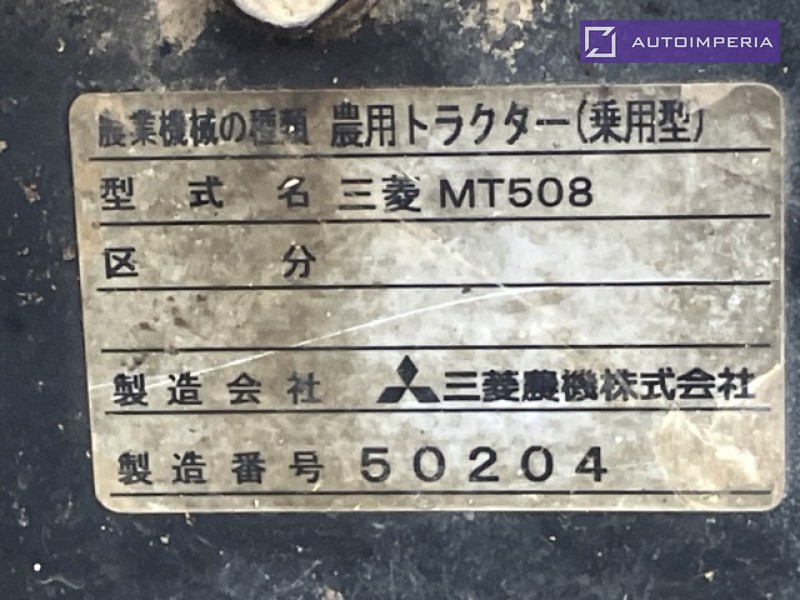 AUTOIMPERIA
農業機械の種類 農用トラクター(乗用型)
型式名 三菱 MT508
区分
製造会社 三菱農機株式会社
製造番号 50204